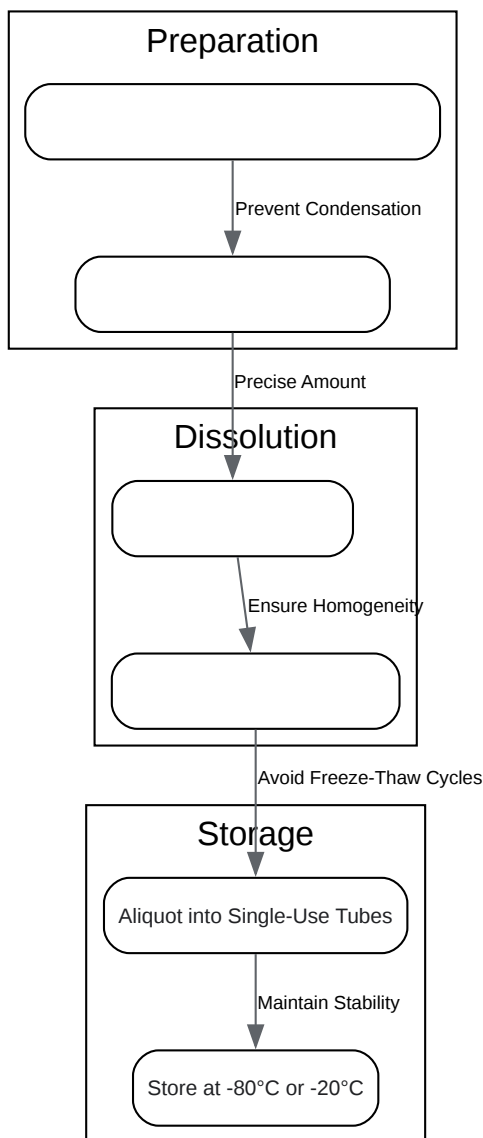 Preparation
Prevent Condensation
Precise Amount
Dissolution
Ensure Homogeneity
Avoid Freeze-Thaw Cycles
Storage
Aliquot into Single-Use Tubes
Maintain Stability
Store at -80°C or -20°C